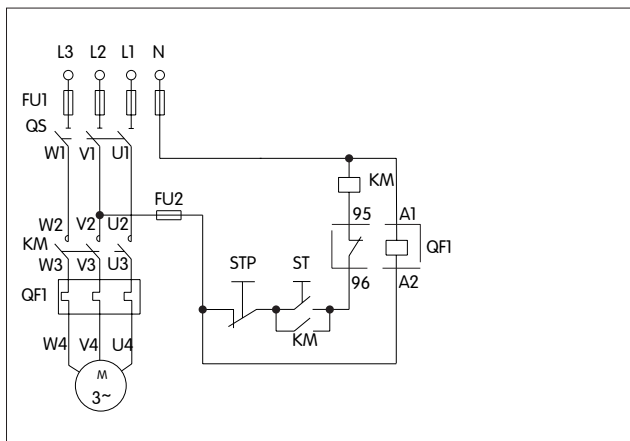 L3 L2 L1 N
FU1
QS
W1 V1 U1
KM
FU2
W2 V2 U2
95 A1
KM
QF1
W3 V3 U3
STP ST
96 A2
QF1
KM
W4 V4 U4
M
3~